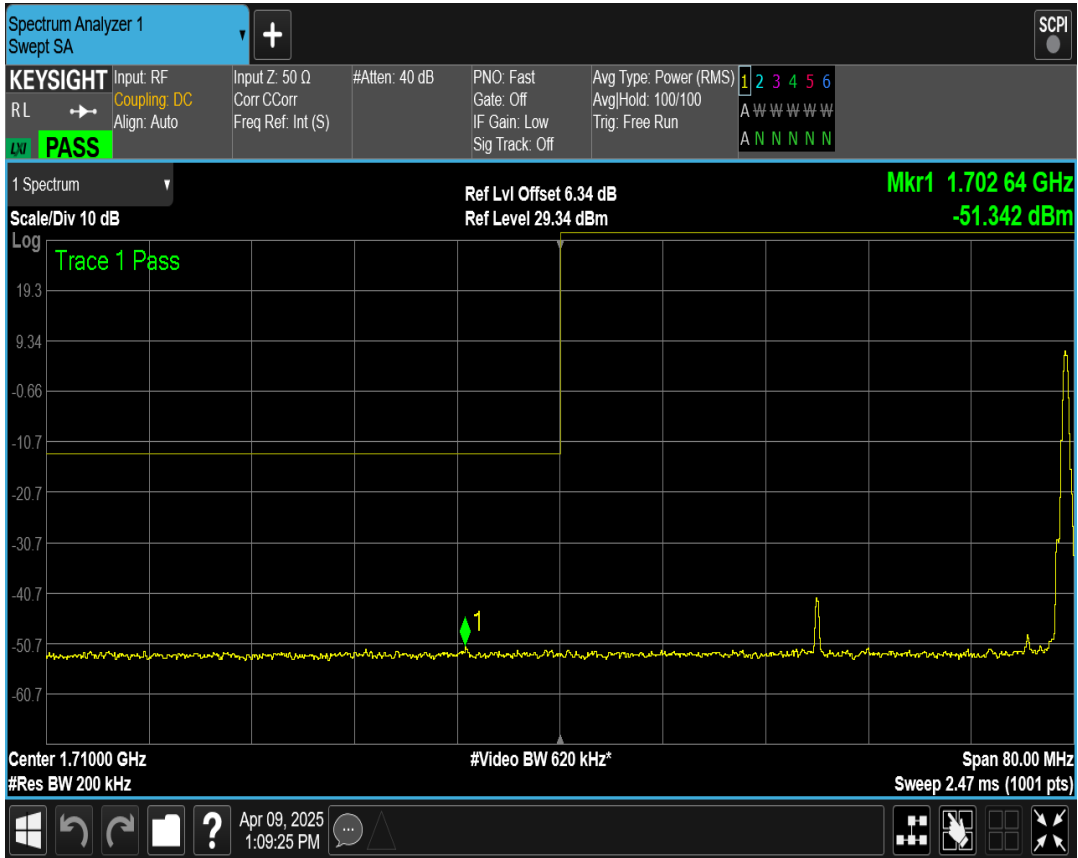 Spectrum Analyzer 1
Swept SA
SCPI
KEYSIGHT
RL
LXI PASS
Input: RF
Coupling: DC
Align: Auto
Input Z: 50 Ω
Corr CCorr
Freq Ref: Int (S)
#Atten: 40 dB
PNO: Fast
Gate: Off
IF Gain: Low
Sig Track: Off
Avg Type: Power (RMS)
Avg|Hold: 100/100
Trig: Free Run
1 2 3 4 5 6
A W W W W W
A N N N N N
1 Spectrum
Scale/Div 10 dB
Ref Lvl Offset 6.34 dB
Ref Level 29.34 dBm
Mkr1 1.702 64 GHz
-51.342 dBm
Log
Trace 1 Pass
19.3
9.34
-0.66
-10.7
-20.7
-30.7
-40.7
1
-50.7
-60.7
Center 1.71000 GHz
#Res BW 200 kHz
#Video BW 620 kHz*
Span 80.00 MHz
Sweep 2.47 ms (1001 pts)
?
Apr 09, 2025
1:09:25 PM